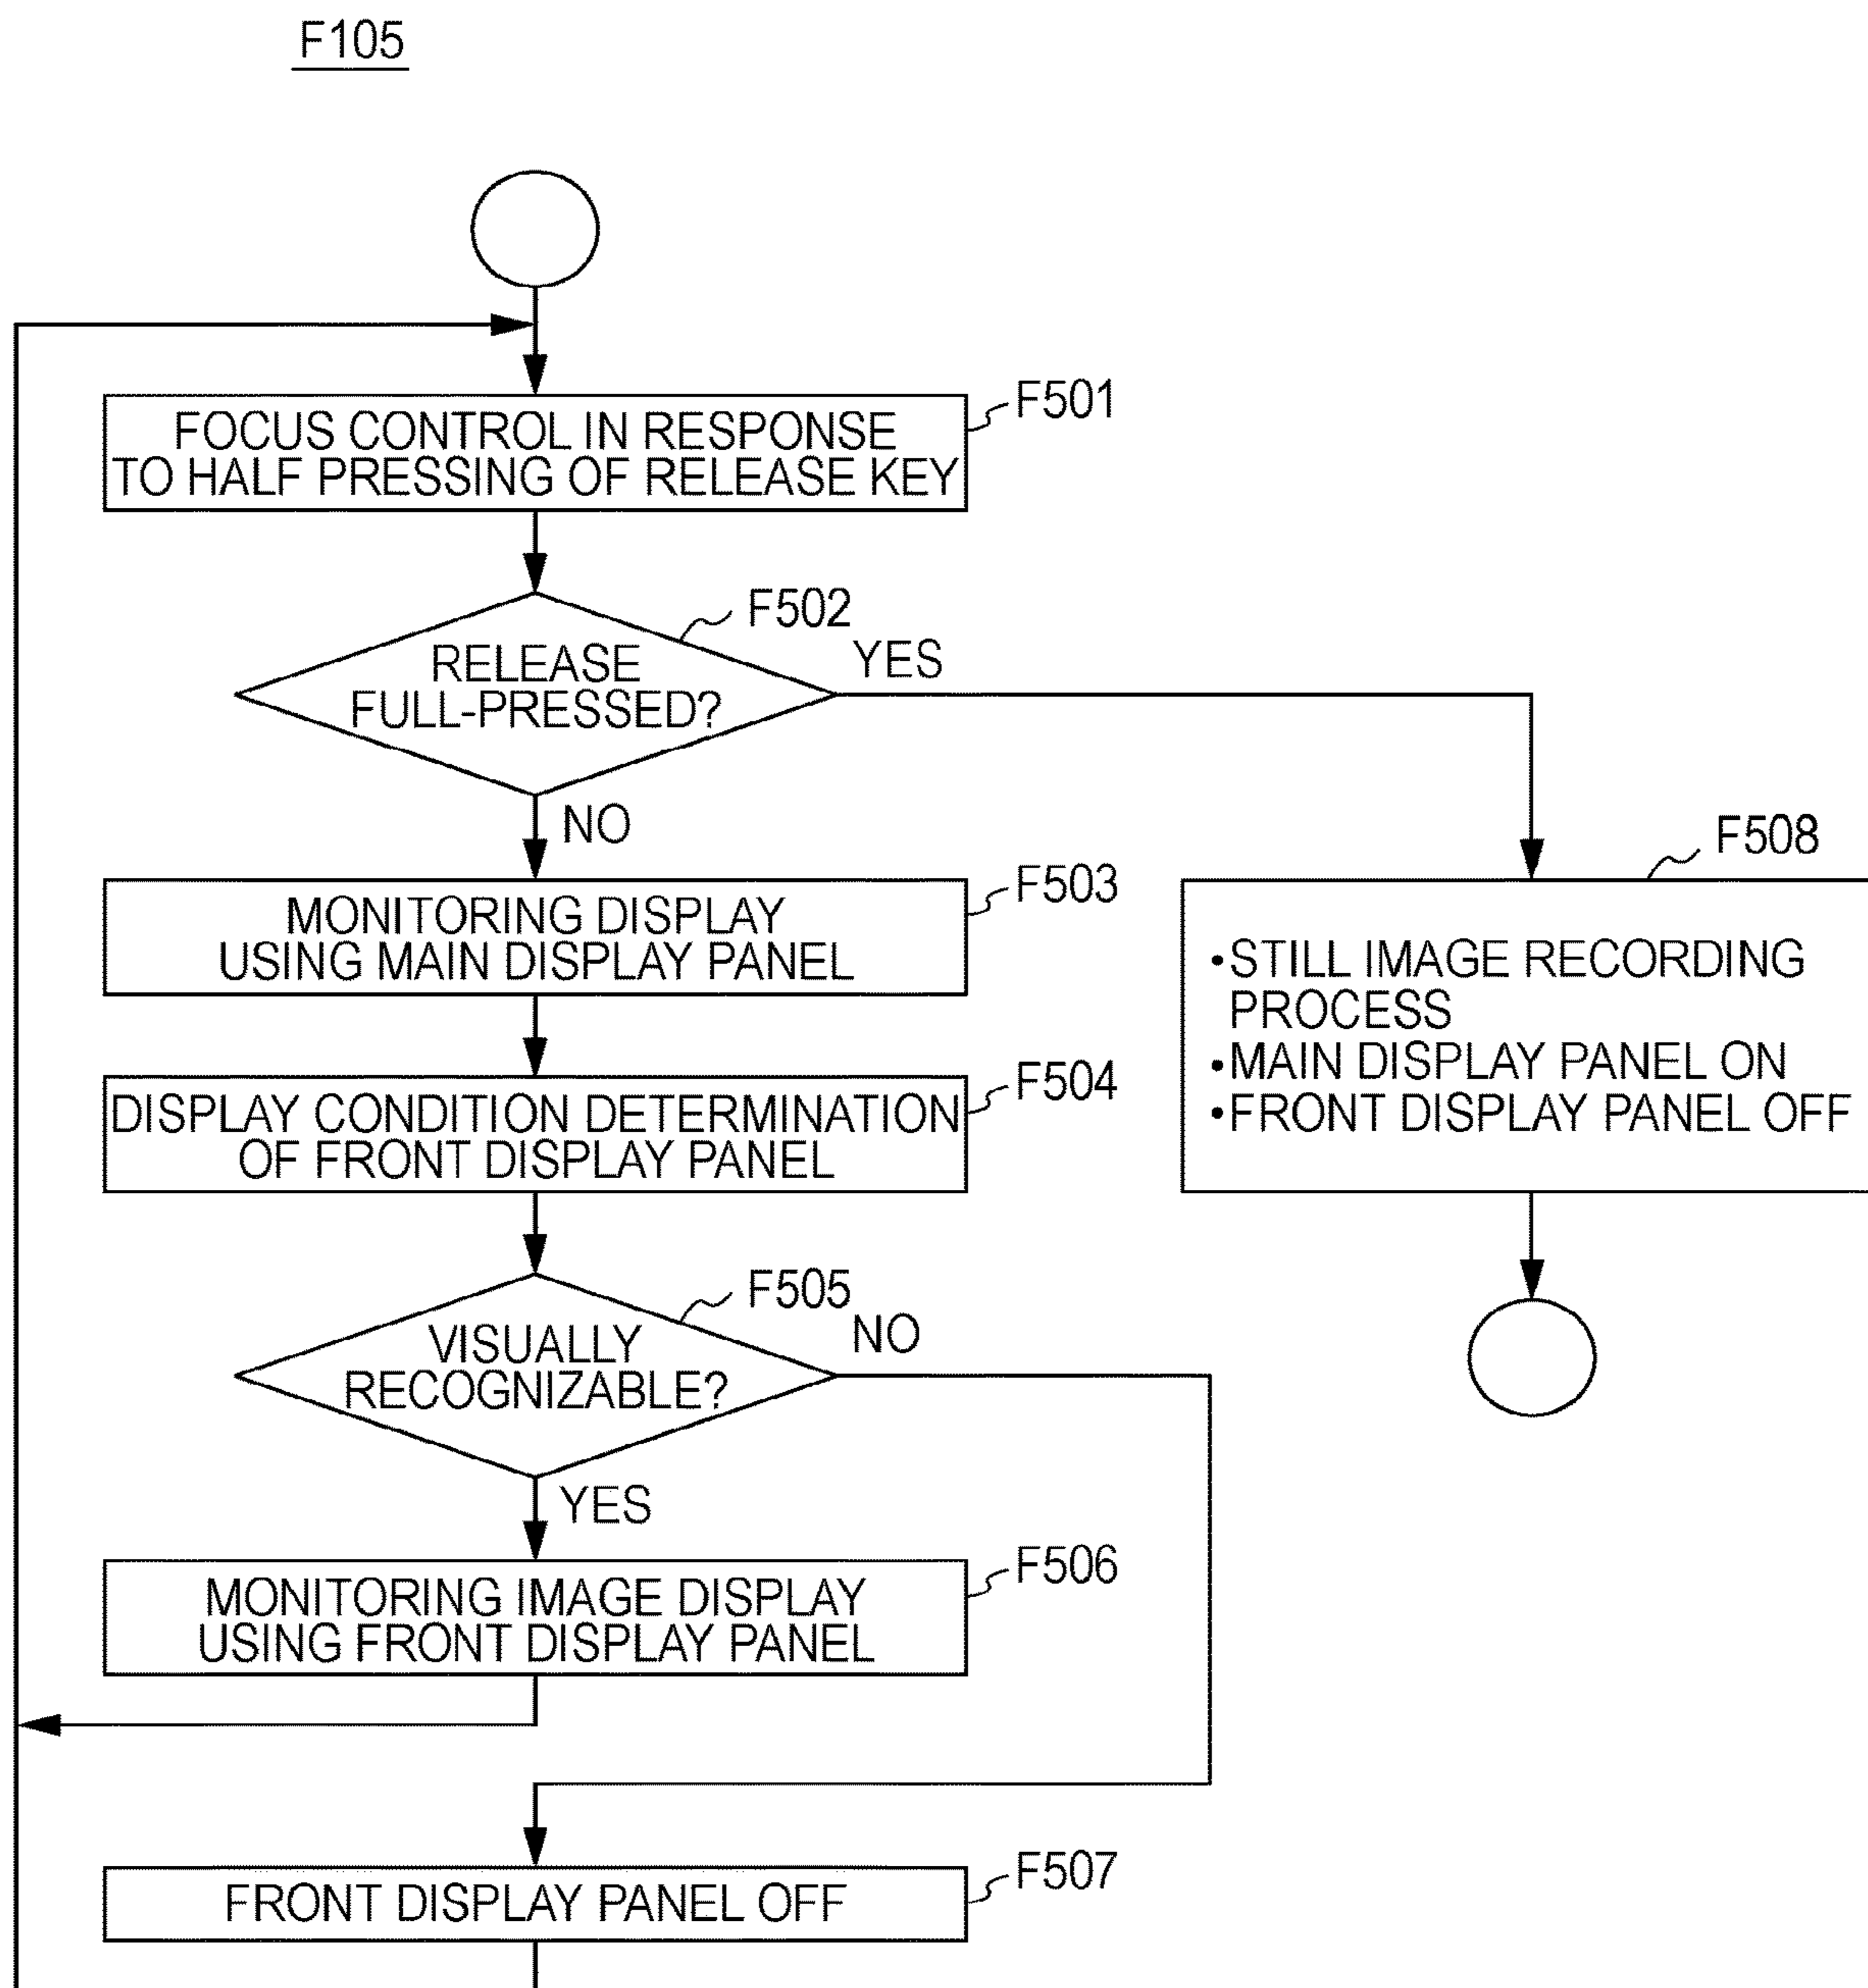 F105
F501
FOCUS CONTROL IN RESPONSE
TO HALF PRESSING OF RELEASE KEY
F502
RELEASE
FULL-PRESSED?
YES
NO
F503
MONITORING DISPLAY
USING MAIN DISPLAY PANEL
F508
•STILL IMAGE RECORDING
PROCESS
•MAIN DISPLAY PANEL ON
•FRONT DISPLAY PANEL OFF
F504
DISPLAY CONDITION DETERMINATION
OF FRONT DISPLAY PANEL
F505
VISUALLY
RECOGNIZABLE?
NO
YES
F506
MONITORING IMAGE DISPLAY
USING FRONT DISPLAY PANEL
F507
FRONT DISPLAY PANEL OFF